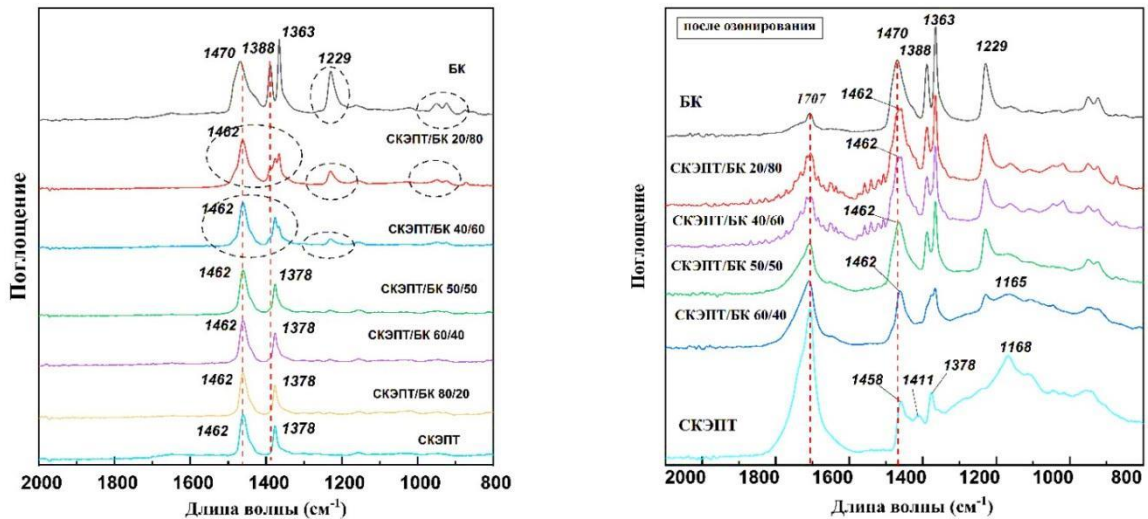 1470
1388
1363
1229
БК
1462
СКЭПТ/БК 20/80
1462
СКЭПТ/БК 40/60
1462
1378
СКЭПТ/БК 50/50
1462
1378
СКЭПТ/БК 60/40
1462
1378
СКЭПТ/БК 80/20
1462
1378
СКЭПТ
Поглощение
2000 1800 1600 1400 1200 1000 800
Длина волны (см⁻¹)
после озонирования
1470
1388
1363
1229
1462
1707
БК
1462
СКЭПТ/БК 20/80
СКЭПТ/БК 40/60
1462
СКЭПТ/БК 50/50
1462
1165
СКЭПТ/БК 60/40
1458
1411
1378
1168
СКЭПТ
Поглощение
2000 1800 1600 1400 1200 1000 800
Длина волны (см⁻¹)